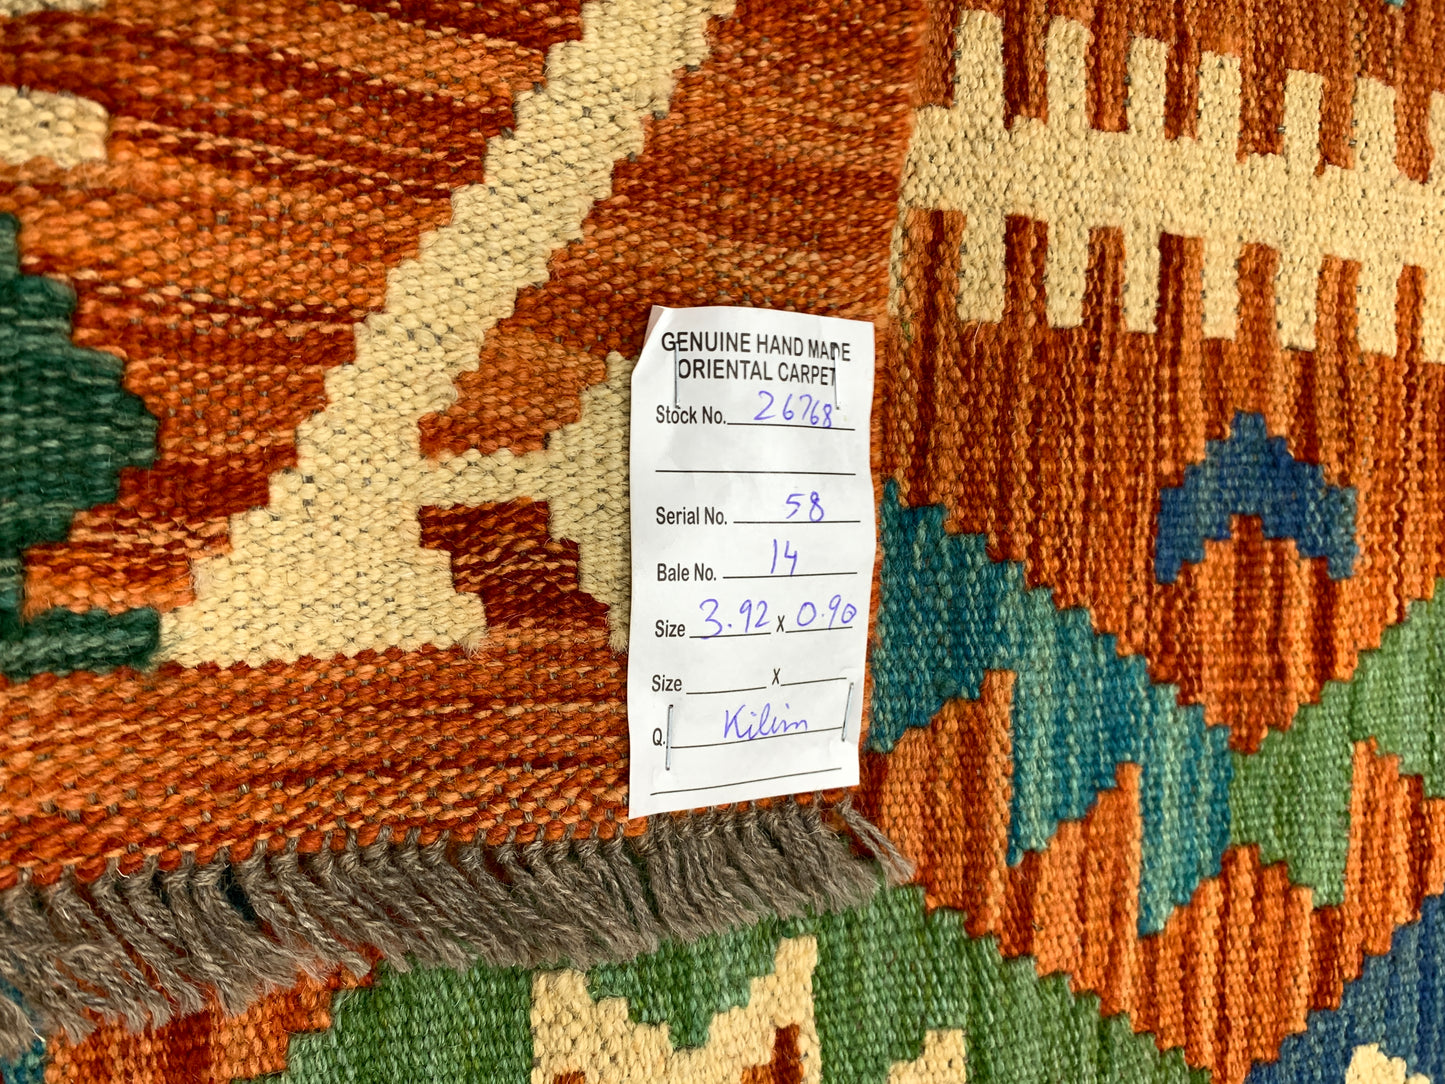 GENUINE HAND MADE
ORIENTAL CARPET
Stock No. 26768
Serial No. 58
Bale No. 14
Size 3.92 X 0.90
Size X
Q. Kilim